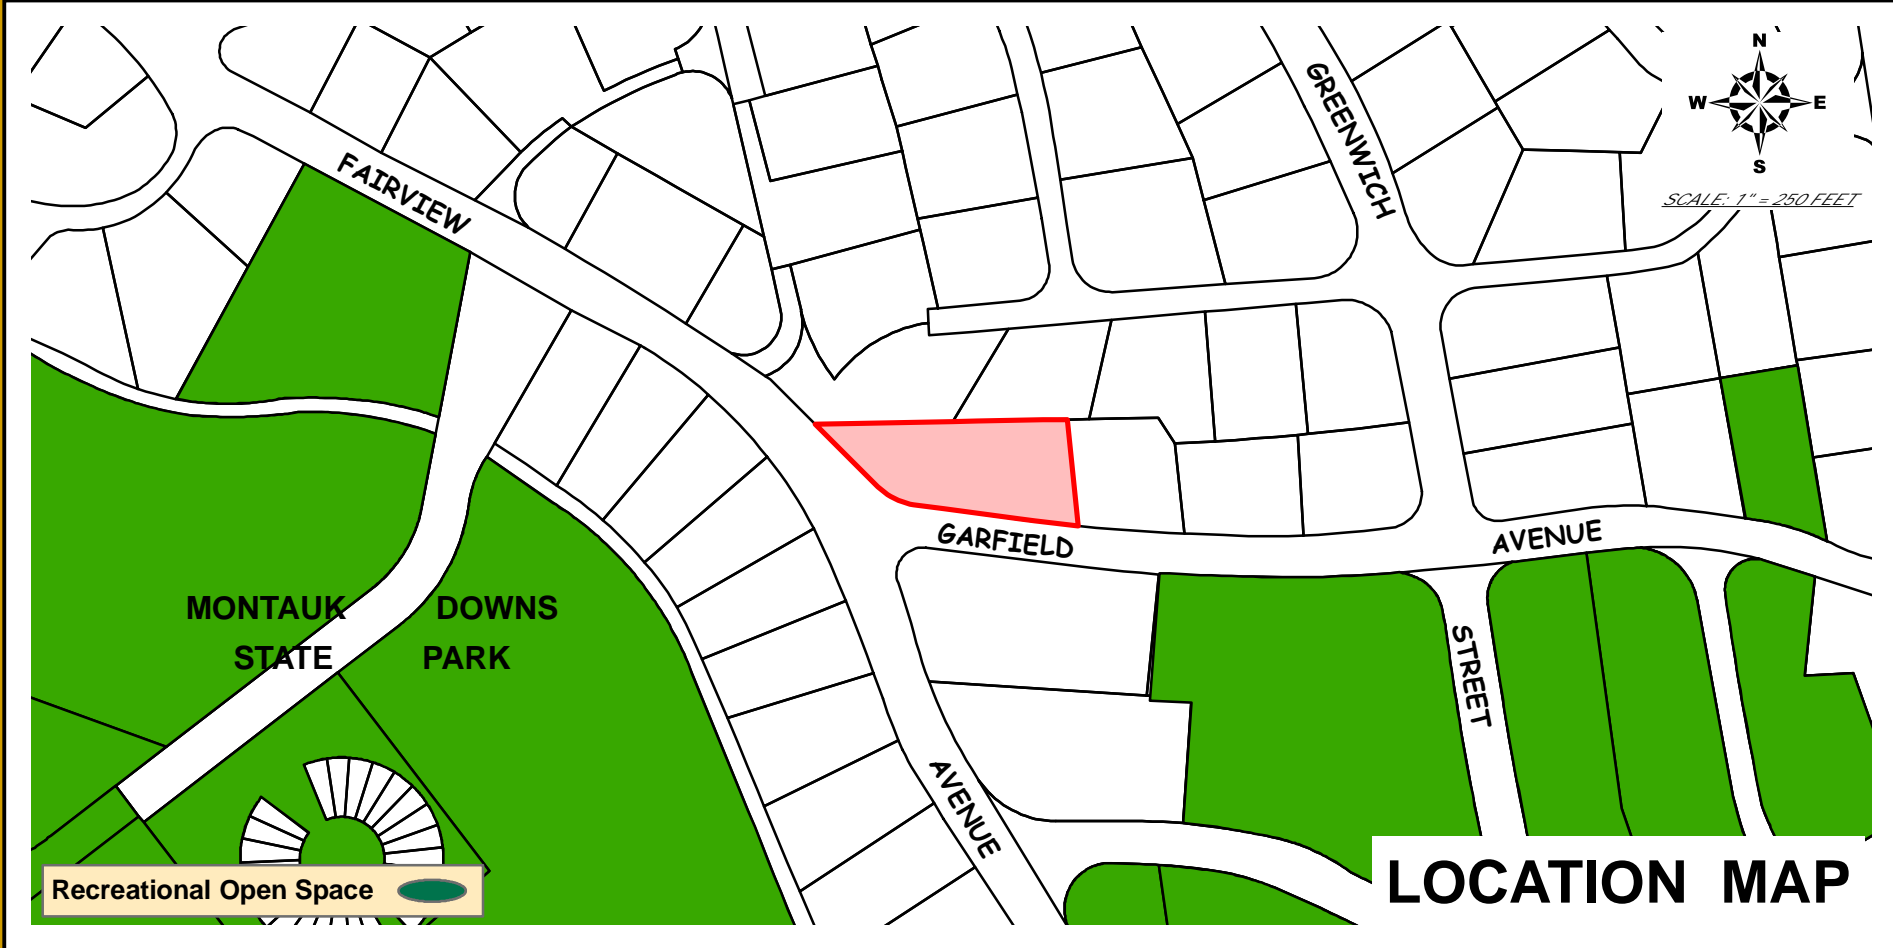 N
W E
S
SCALE: 1" = 250 FEET
GREENWICH
FAIRVIEW
GARFIELD
AVENUE
MONTAUK DOWNS
STATE PARK
STREET
AVENUE
Recreational Open Space
LOCATION MAP